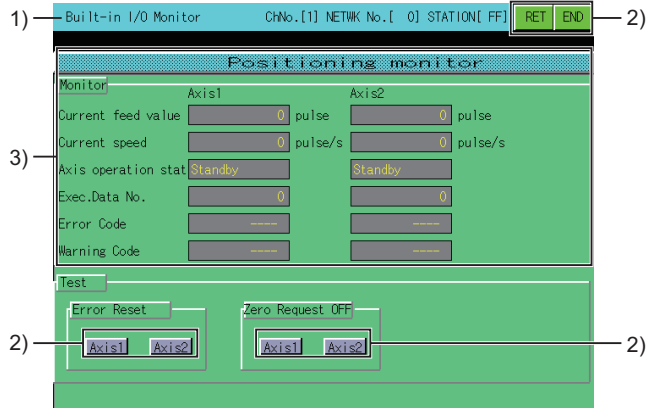 1) Built-in I/O Monitor ChNo.[1] NETWK No.[ 0] STATION[ FF] RET END 2)
Positioning monitor
Monitor
Axis1 Axis2
Current feed value 0 pulse 0 pulse
Current speed 0 pulse/s 0 pulse/s
3) Axis operation stat Standby Standby
Exec.Data No. 0 0
Error Code ---- ----
Warning Code ---- ----
Test
Error Reset Zero Request OFF
2) Axis1 Axis2 Axis1 Axis2 2)